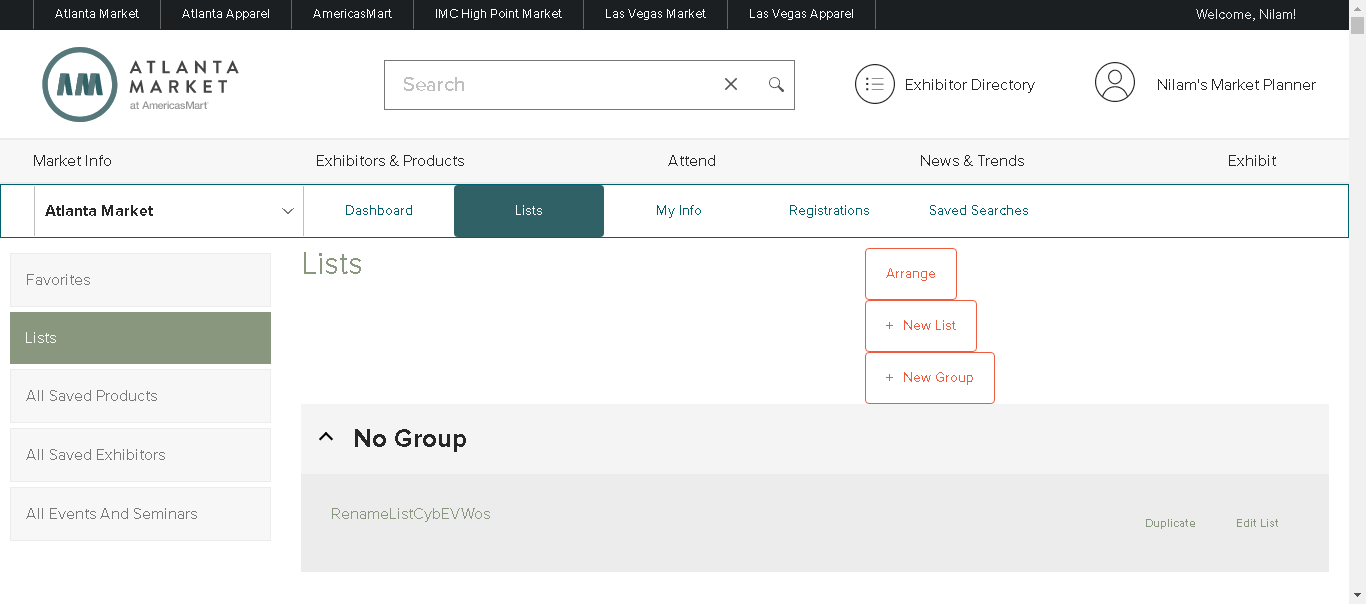 Atlanta Market Atlanta Apparel AmericasMart IMC High Point Market Las Vegas Market Las Vegas Apparel Welcome, Nilam!
AM ATLANTA MARKET
at AmericasMart
Search
Exhibitor Directory
Nilam's Market Planner
Market Info Exhibitors & Products Attend News & Trends Exhibit
Atlanta Market Dashboard Lists My Info Registrations Saved Searches
Favorites
Lists
All Saved Products
All Saved Exhibitors
All Events And Seminars
Lists
Arrange
+ New List
+ New Group
No Group
RenameListCybEVWos Duplicate Edit List